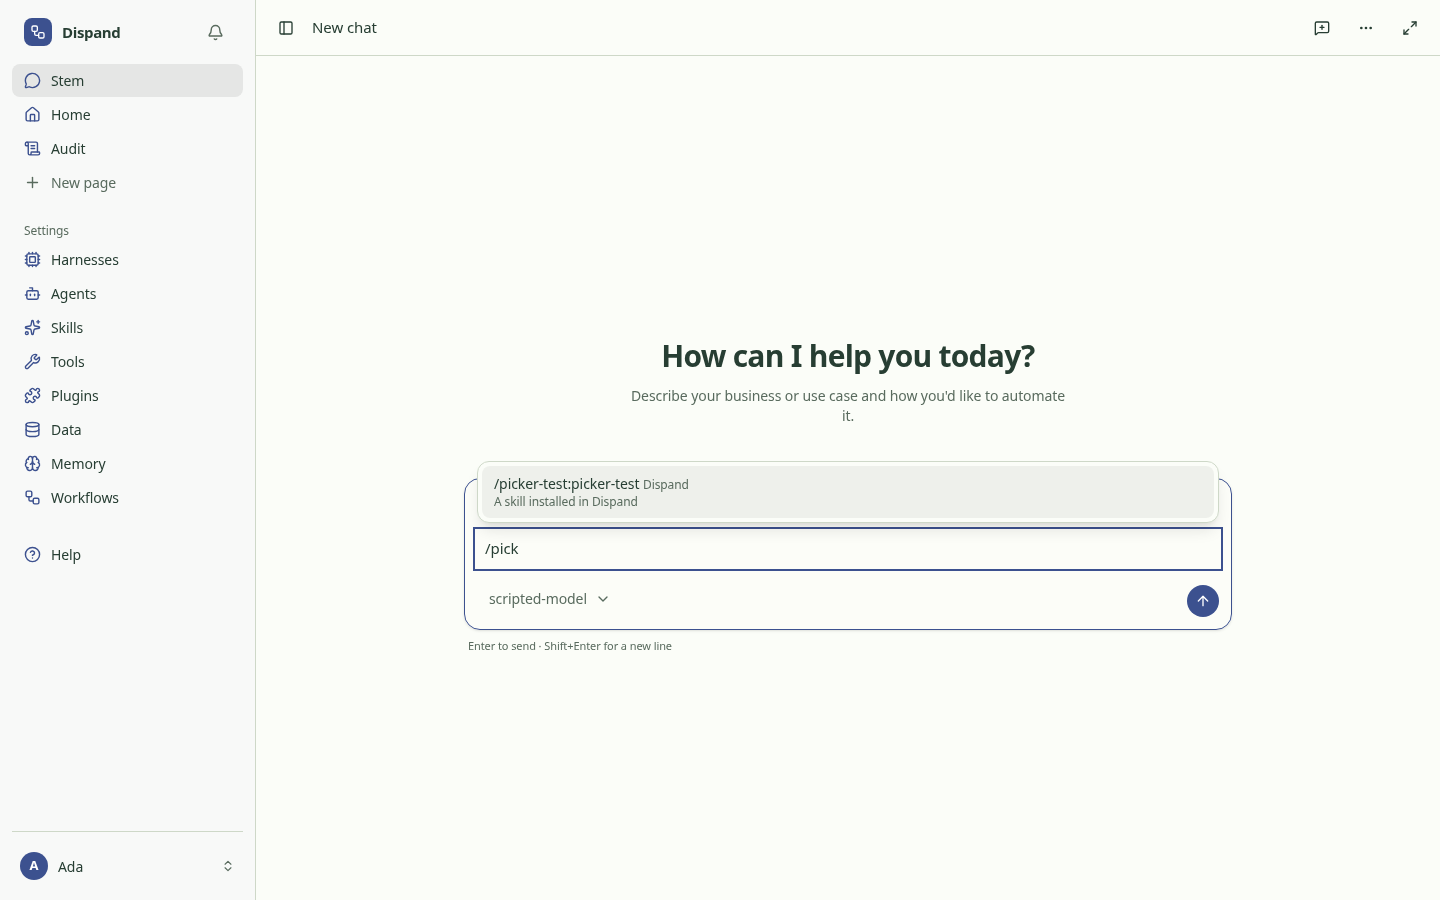 Dispand
Stem
Home
Audit
New page
Settings
Harnesses
Agents
Skills
Tools
Plugins
Data
Memory
Workflows
Help
A
Ada
New chat
How can I help you today?
Describe your business or use case and how you'd like to automate
it.
/picker-test:picker-test Dispand
A skill installed in Dispand
/pick
scripted-model
Enter to send · Shift+Enter for a new line